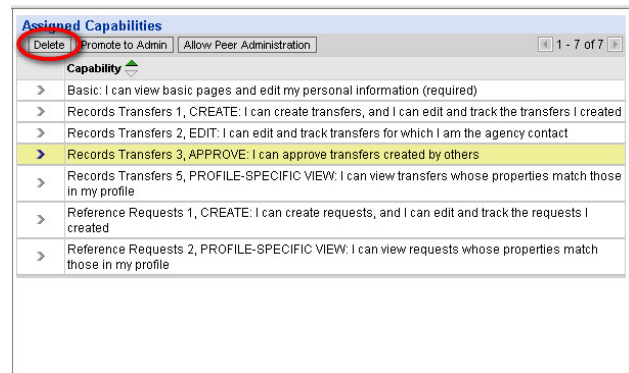 Assigned Capabilities
Delete Promote to Admin Allow Peer Administration 1 - 7 of 7
Capability
Basic: I can view basic pages and edit my personal information (required)
Records Transfers 1, CREATE: I can create transfers, and I can edit and track the transfers I created
Records Transfers 2, EDIT: I can edit and track transfers for which I am the agency contact
Records Transfers 3, APPROVE: I can approve transfers created by others
Records Transfers 5, PROFILE-SPECIFIC VIEW: I can view transfers whose properties match those
in my profile
Reference Requests 1, CREATE: I can create requests, and I can edit and track the requests I
created
Reference Requests 2, PROFILE-SPECIFIC VIEW: I can view requests whose properties match
those in my profile